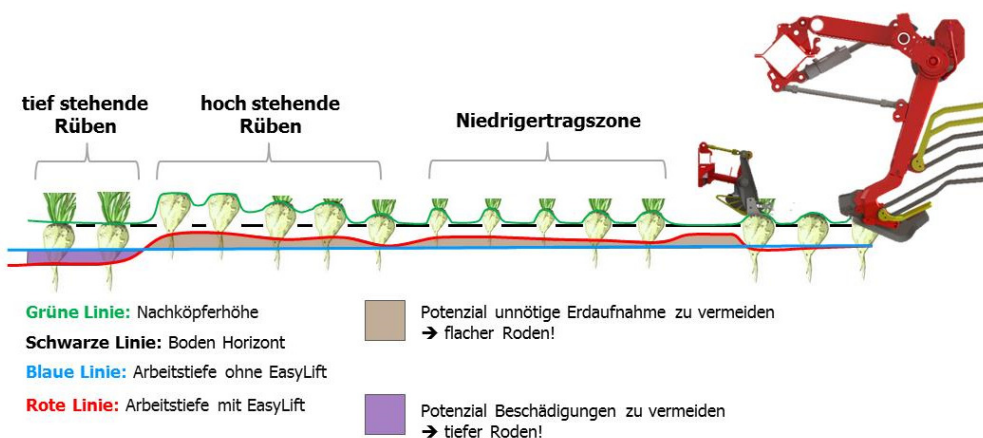 tief stehende
Rüben
hoch stehende
Rüben
Niedrigertragszone
Grüne Linie: Nachköpferhöhe
Schwarze Linie: Boden Horizont
Blaue Linie: Arbeitstiefe ohne EasyLift
Rote Linie: Arbeitstiefe mit EasyLift
Potenzial unnötige Erdaufnahme zu vermeiden
➔ flacher Roden!
Potenzial Beschädigungen zu vermeiden
➔ tiefer Roden!